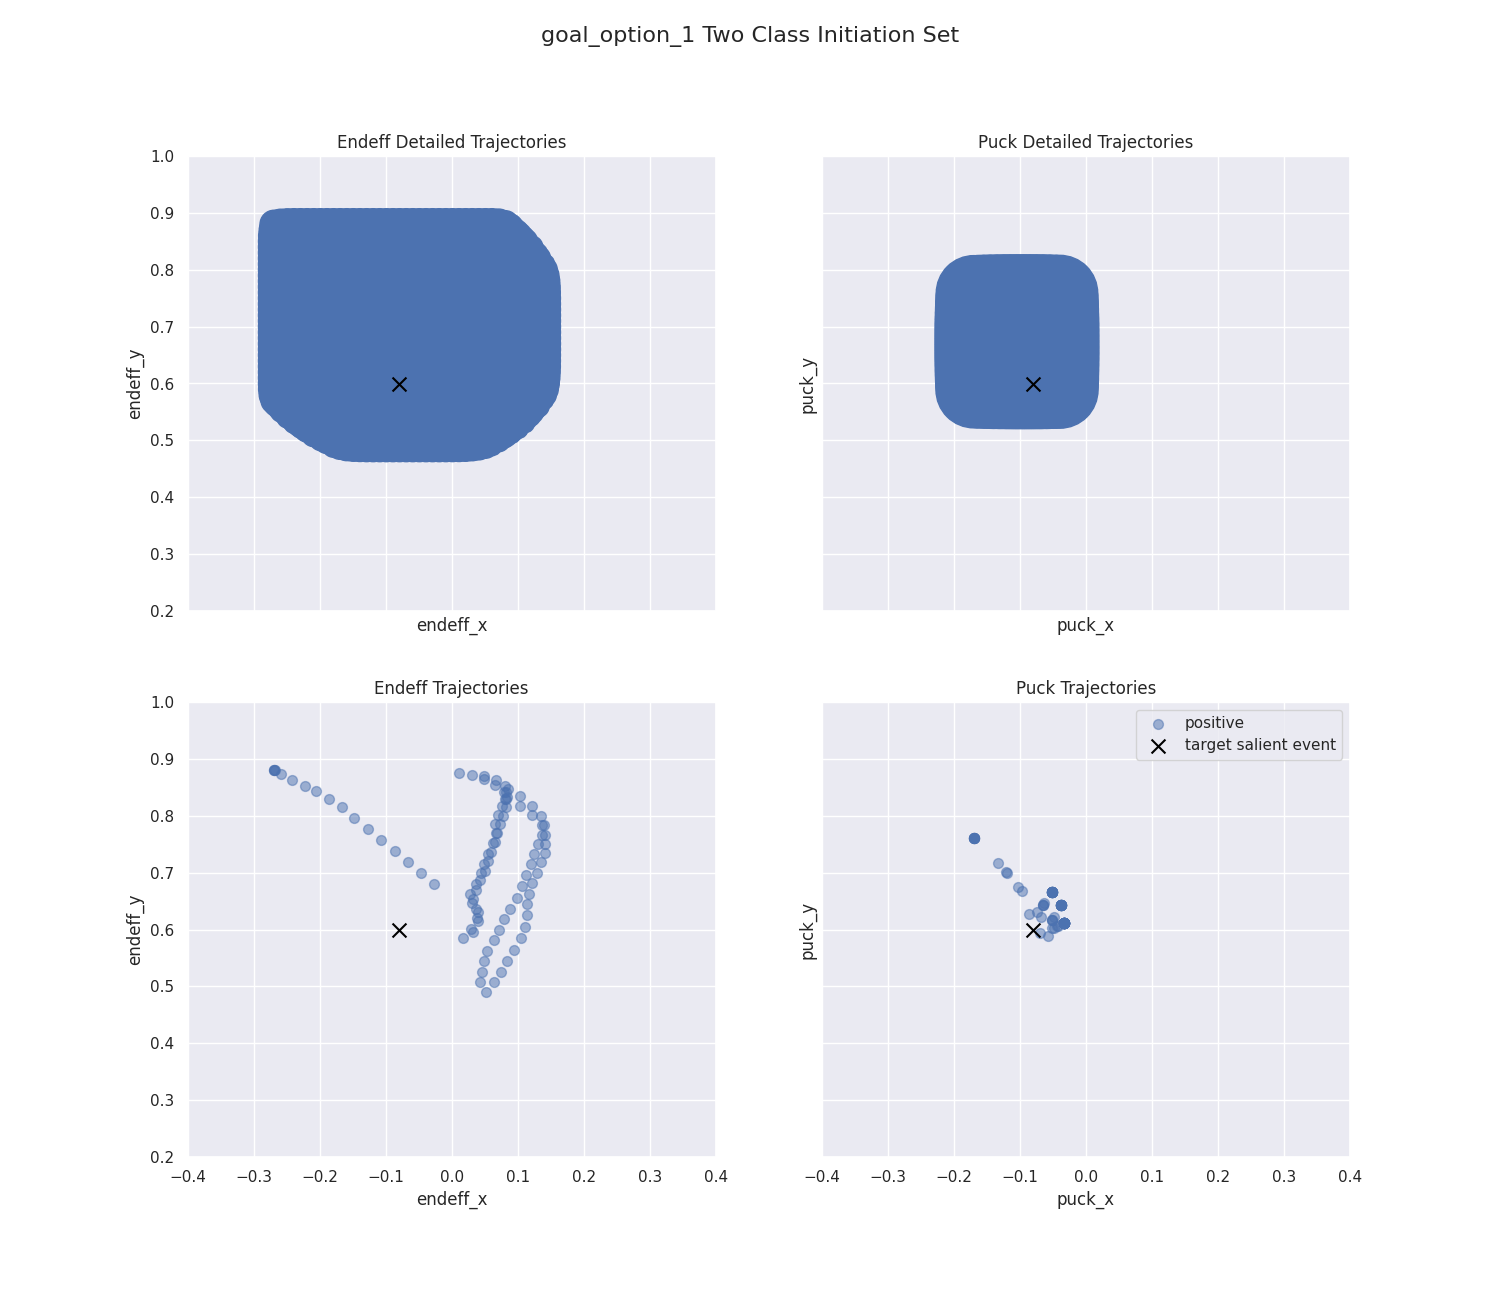 goal_option_1 Two Class Initiation Set
Endeff Detailed Trajectories
1.0
0.9
0.8
0.7
0.6
0.5
0.4
0.3
0.2
endeff_y
endeff_x
Puck Detailed Trajectories
puck_y
puck_x
Endeff Trajectories
1.0
0.9
0.8
0.7
0.6
0.5
0.4
0.3
0.2
endeff_y
−0.4 −0.3 −0.2 −0.1 0.0 0.1 0.2 0.3 0.4
endeff_x
Puck Trajectories
positive
target salient event
puck_y
−0.4 −0.3 −0.2 −0.1 0.0 0.1 0.2 0.3 0.4
puck_x